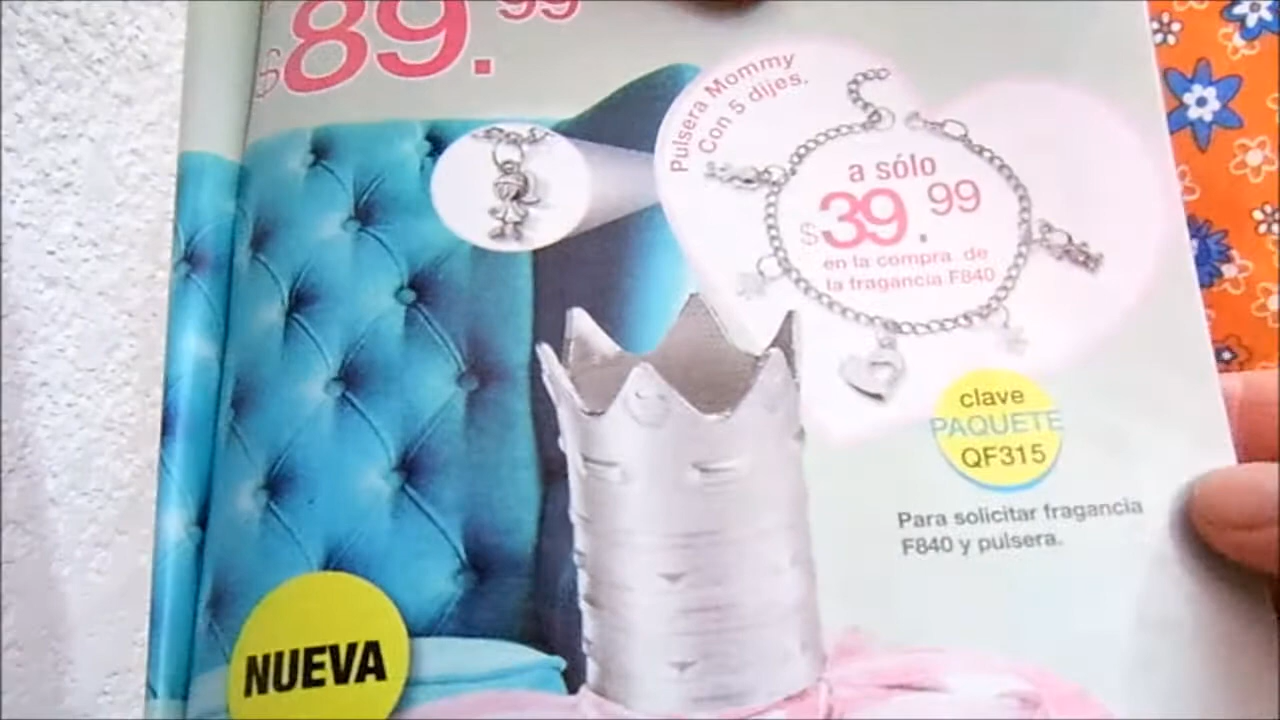 $89.99
Pulsera Mommy
Con 5 dijes.
a sólo
$39.99
en la compra de
la fragancia F840
clave
PAQUETE
QF315
Para solicitar fragancia
F840 y pulsera.
NUEVA